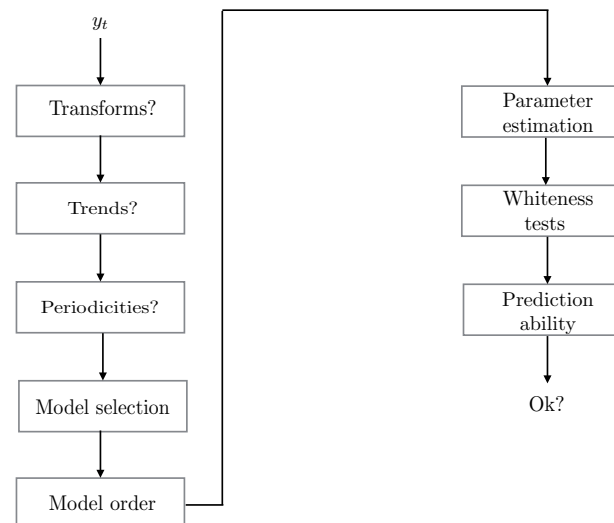 y_t
Transforms?
Trends?
Periodicities?
Model selection
Model order
Parameter
estimation
Whiteness
tests
Prediction
ability
Ok?